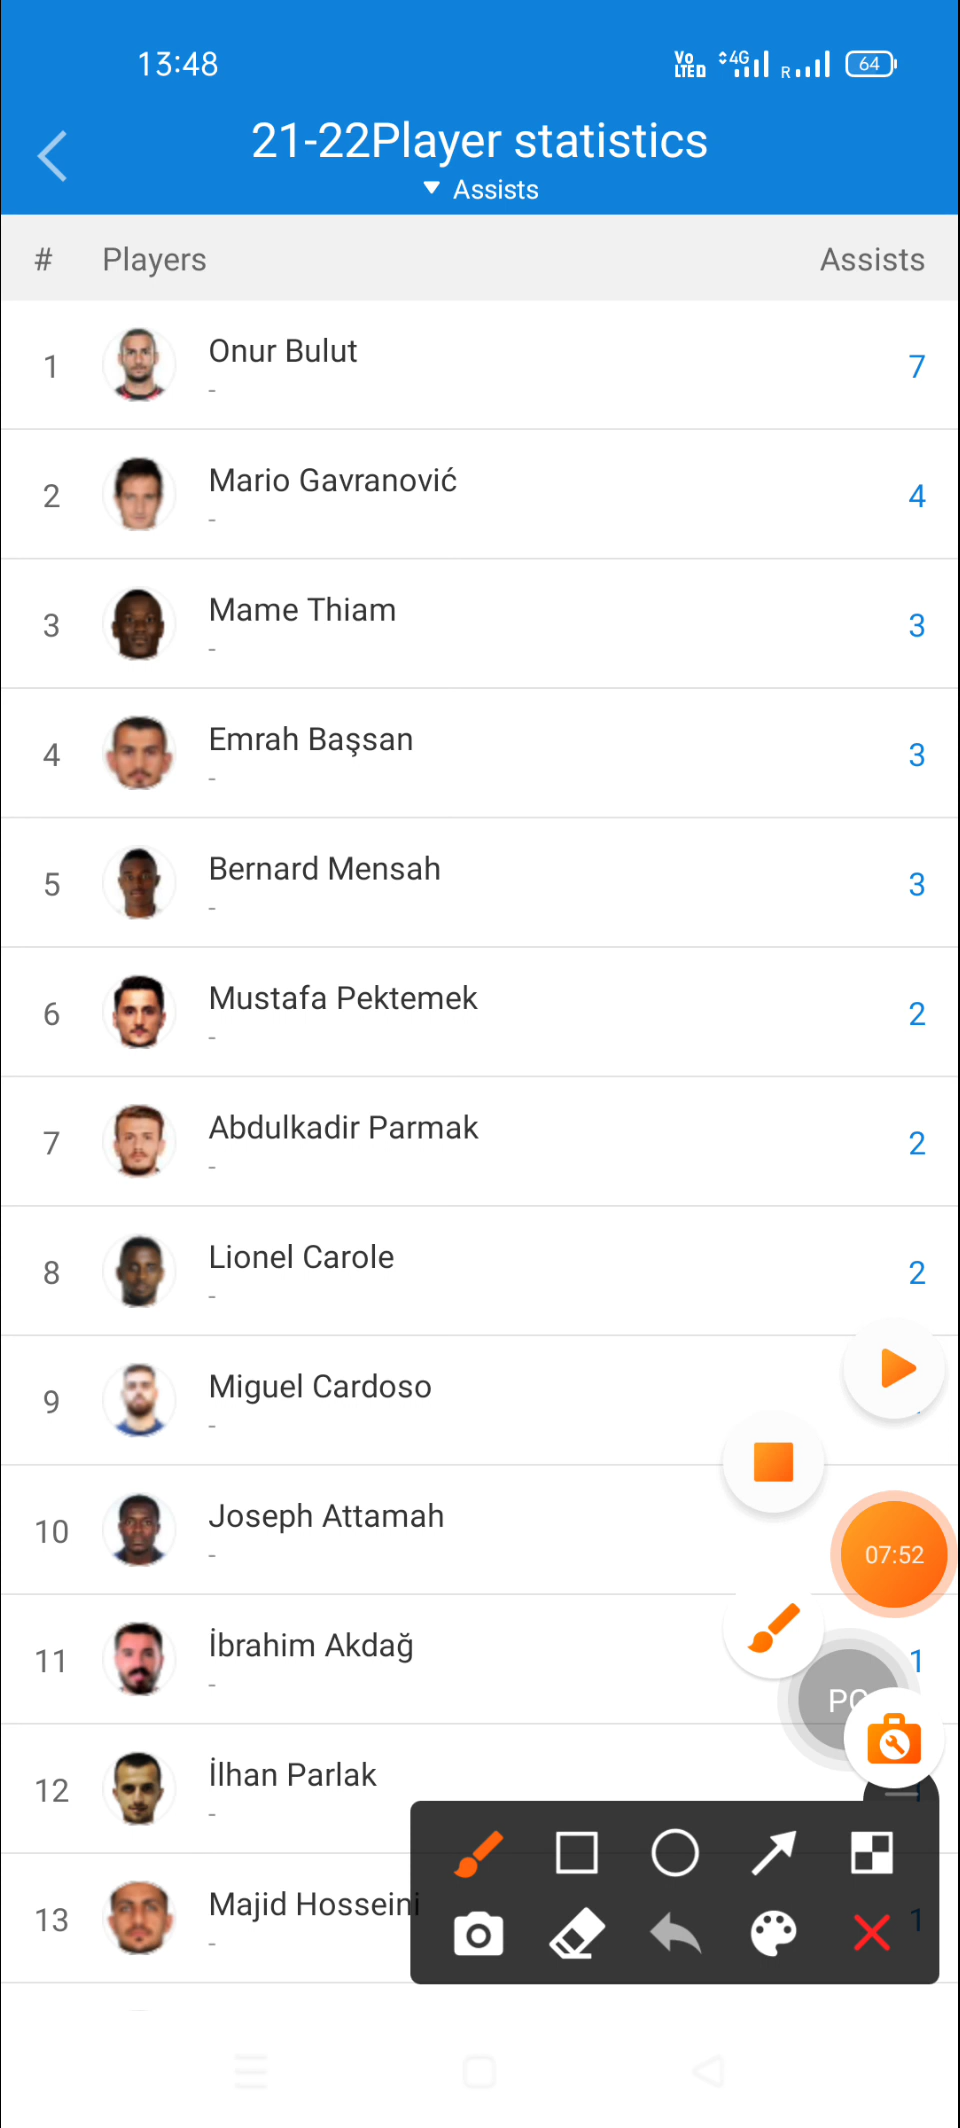 13:48
Vo LTED 4G R 64
21-22Player statistics
▼ Assists
# Players Assists
1 Onur Bulut 7
-
2 Mario Gavranović 4
-
3 Mame Thiam 3
-
4 Emrah Başsan 3
-
5 Bernard Mensah 3
-
6 Mustafa Pektemek 2
-
7 Abdulkadir Parmak 2
-
8 Lionel Carole 2
-
9 Miguel Cardoso
-
10 Joseph Attamah
-
07:52
11 İbrahim Akdağ 1
-
12 İlhan Parlak
-
13 Majid Hosseini 1
-